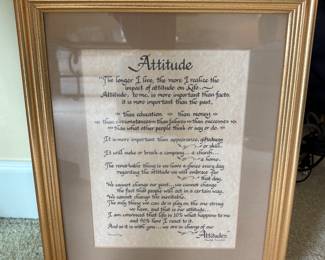 Attitude
"The longer I live, the more I realize the
impact of attitude on Life.
Attitude, to me, is more important than facts.
it is more important than the past,
than education than money
than circumstances than failures than successes
than what other people think or say or do.
It is more important than appearance, giftedness
or skill.
It will make or break a company a church
a home.
The remarkable thing is we have a choice every day
regarding the attitude we will embrace for
that day.
We cannot change our past we cannot change
the fact that people will act in a certain way.
We cannot change the inevitable.
The only thing we can do is play on the one string
we have, and that is our attitude
I am convinced that life is 10% what happens to me
and 90% how I react to it.
And so it is with you we are in charge of our
Attitudes"